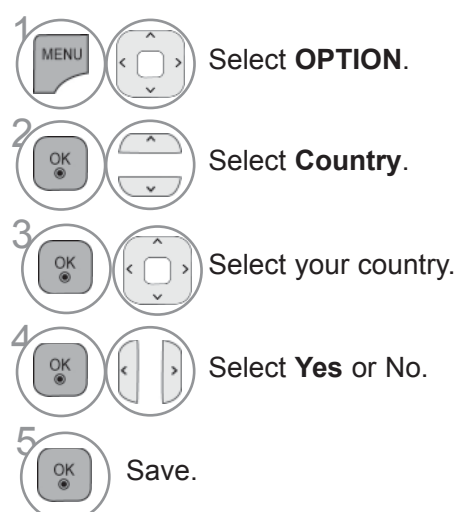 1
MENU
Select OPTION.
2
OK
Select Country.
3
OK
Select your country.
4
OK
Select Yes or No.
5
OK
Save.